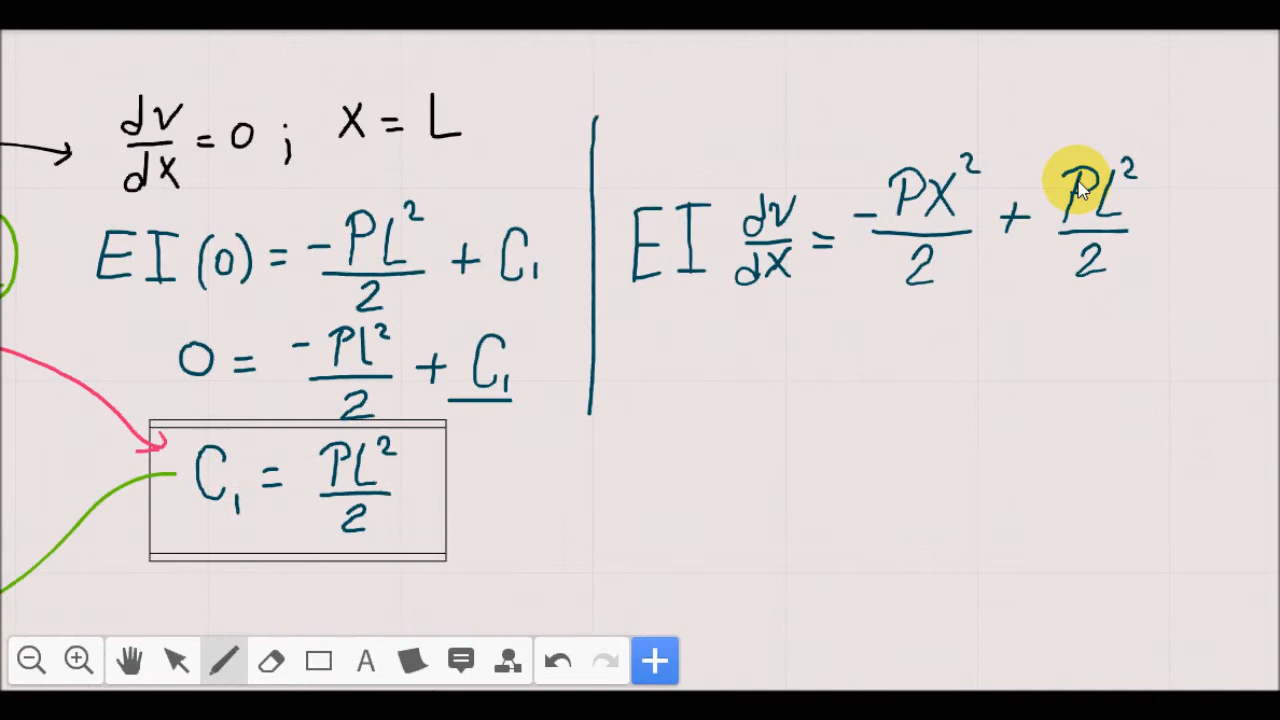 dv/dx = 0 ; x = L
EI (0) = -PL²/2 + C₁
0 = -PL²/2 + C₁
C₁ = PL²/2
EI dv/dx = -Px²/2 + PL²/2
A